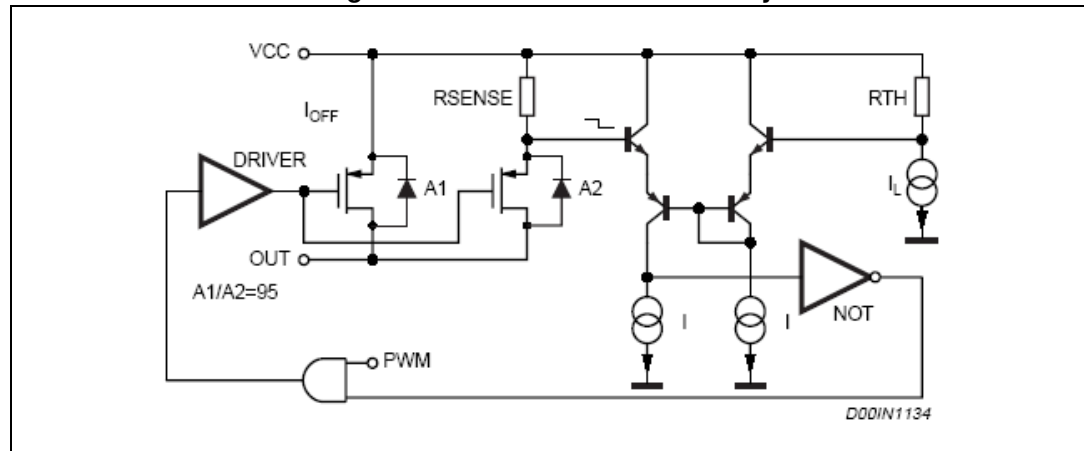 VCC
RSENSE
RTH
IOFF
DRIVER
A1
A2
IL
OUT
A1/A2=95
I
I
NOT
PWM
D00IN1134